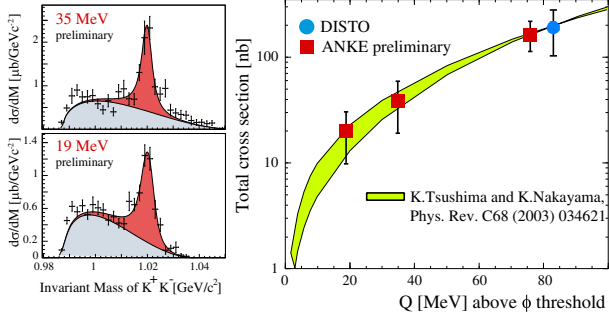 35 MeV
preliminary
dσ/dM [μb/GeVc⁻²]
2
1
0
19 MeV
preliminary
dσ/dM [μb/GeVc⁻²]
1.4
1
0.6
0.2
0
0.98
1
1.02
1.04
Invariant Mass of K⁺K⁻[GeV/c²]
DISTO
ANKE preliminary
Total cross section [nb]
100
10
1
K.Tsushima and K.Nakayama,
Phys. Rev. C68 (2003) 034621
0 20 40 60 80
Q [MeV] above ϕ threshold